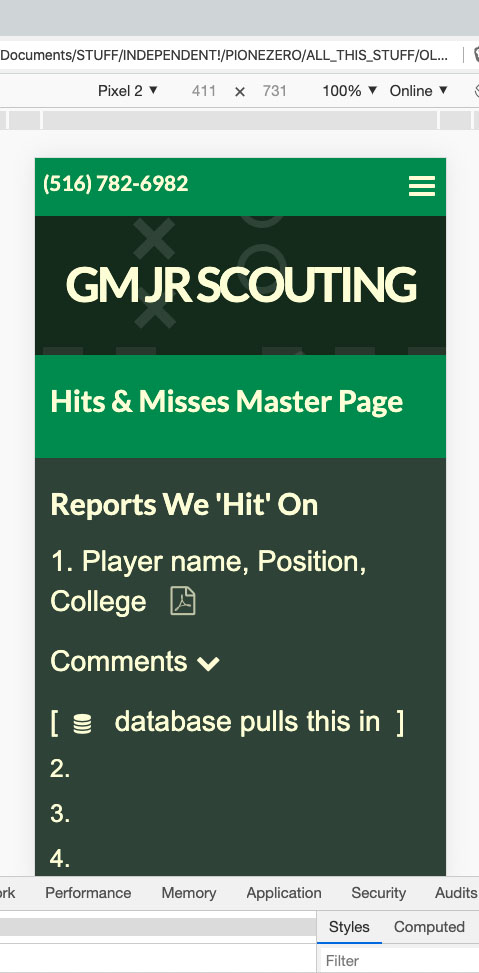 Documents/STUFF/INDEPENDENT!/PIONEZERO/ALL_THIS_STUFF/OL...
Pixel 2 411 × 731 100% Online
(516) 782-6982
GM JR SCOUTING
Hits & Misses Master Page
Reports We 'Hit' On
1. Player name, Position,
College
Comments
[ database pulls this in ]
2.
3.
4.
rk Performance Memory Application Security Audits
Styles Computed
Filter